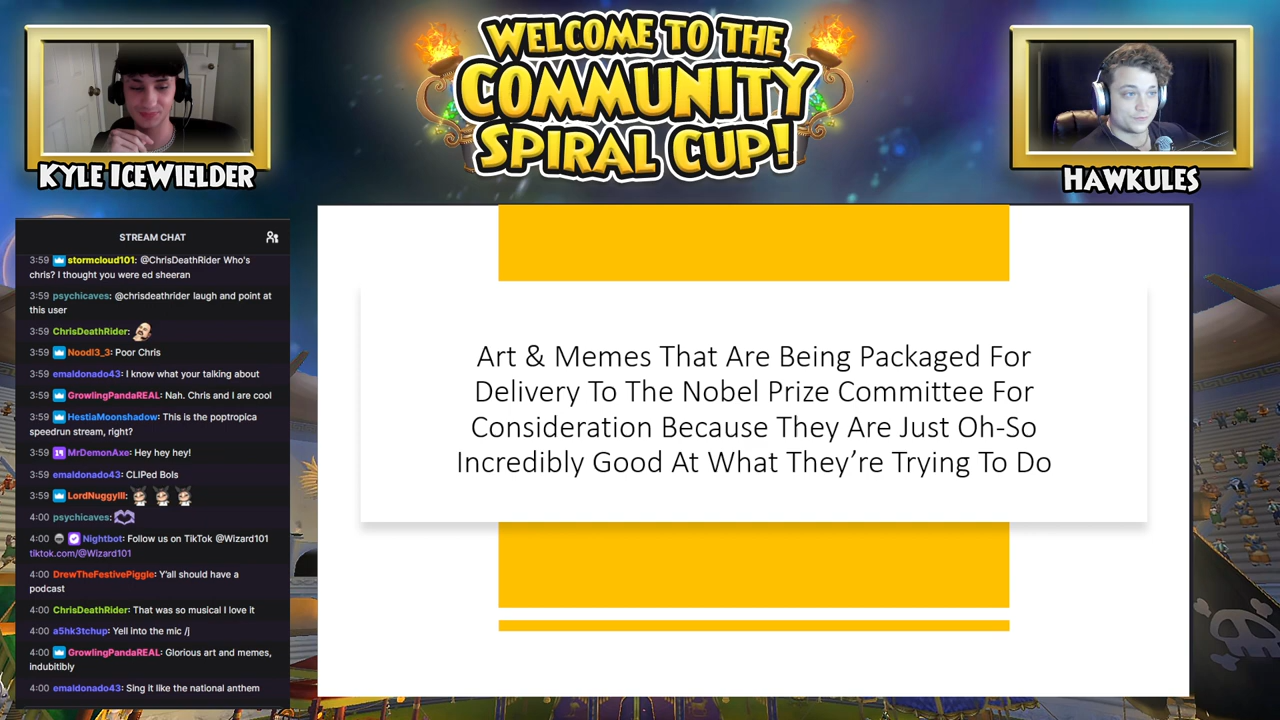 WELCOME TO THE
COMMUNITY
SPIRAL CUP!
KYLE ICEWIELDER
HAWKULES
STREAM CHAT
3:59 stormcloud101: @ChrisDeathRider Who's
chris? I thought you were ed sheeran
3:59 psychicaves: @chrisdeathrider laugh and point at
this user
3:59 ChrisDeathRider:
3:59 Noodl3_3: Poor Chris
3:59 emaldonado43: I know what your talking about
3:59 GrowlingPandaREAL: Nah. Chris and I are cool
3:59 HestiaMoonshadow: This is the poptropica
speedrun stream, right?
3:59 MrDemonAxe: Hey hey hey!
3:59 emaldonado43: CLIPed Bols
3:59 LordNuggyIII:
4:00 psychicaves:
4:00 Nightbot: Follow us on TikTok @Wizard101
tiktok.com/@Wizard101
4:00 DrewTheFestivePiggle: Y'all should have a
podcast
4:00 ChrisDeathRider: That was so musical I love it
4:00 a5hk3tchup: Yell into the mic /j
4:00 GrowlingPandaREAL: Glorious art and memes,
indubitibly
4:00 emaldonado43: Sing it like the national anthem
Art & Memes That Are Being Packaged For
Delivery To The Nobel Prize Committee For
Consideration Because They Are Just Oh-So
Incredibly Good At What They're Trying To Do